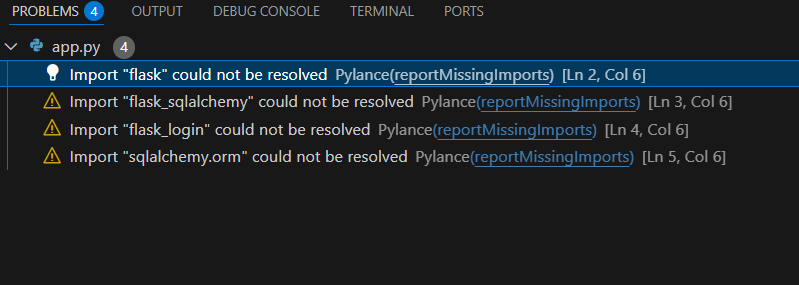 PROBLEMS 4 OUTPUT DEBUG CONSOLE TERMINAL PORTS
app.py 4
Import "flask" could not be resolved Pylance(reportMissingImports) [Ln 2, Col 6]
Import "flask_sqlalchemy" could not be resolved Pylance(reportMissingImports) [Ln 3, Col 6]
Import "flask_login" could not be resolved Pylance(reportMissingImports) [Ln 4, Col 6]
Import "sqlalchemy.orm" could not be resolved Pylance(reportMissingImports) [Ln 5, Col 6]